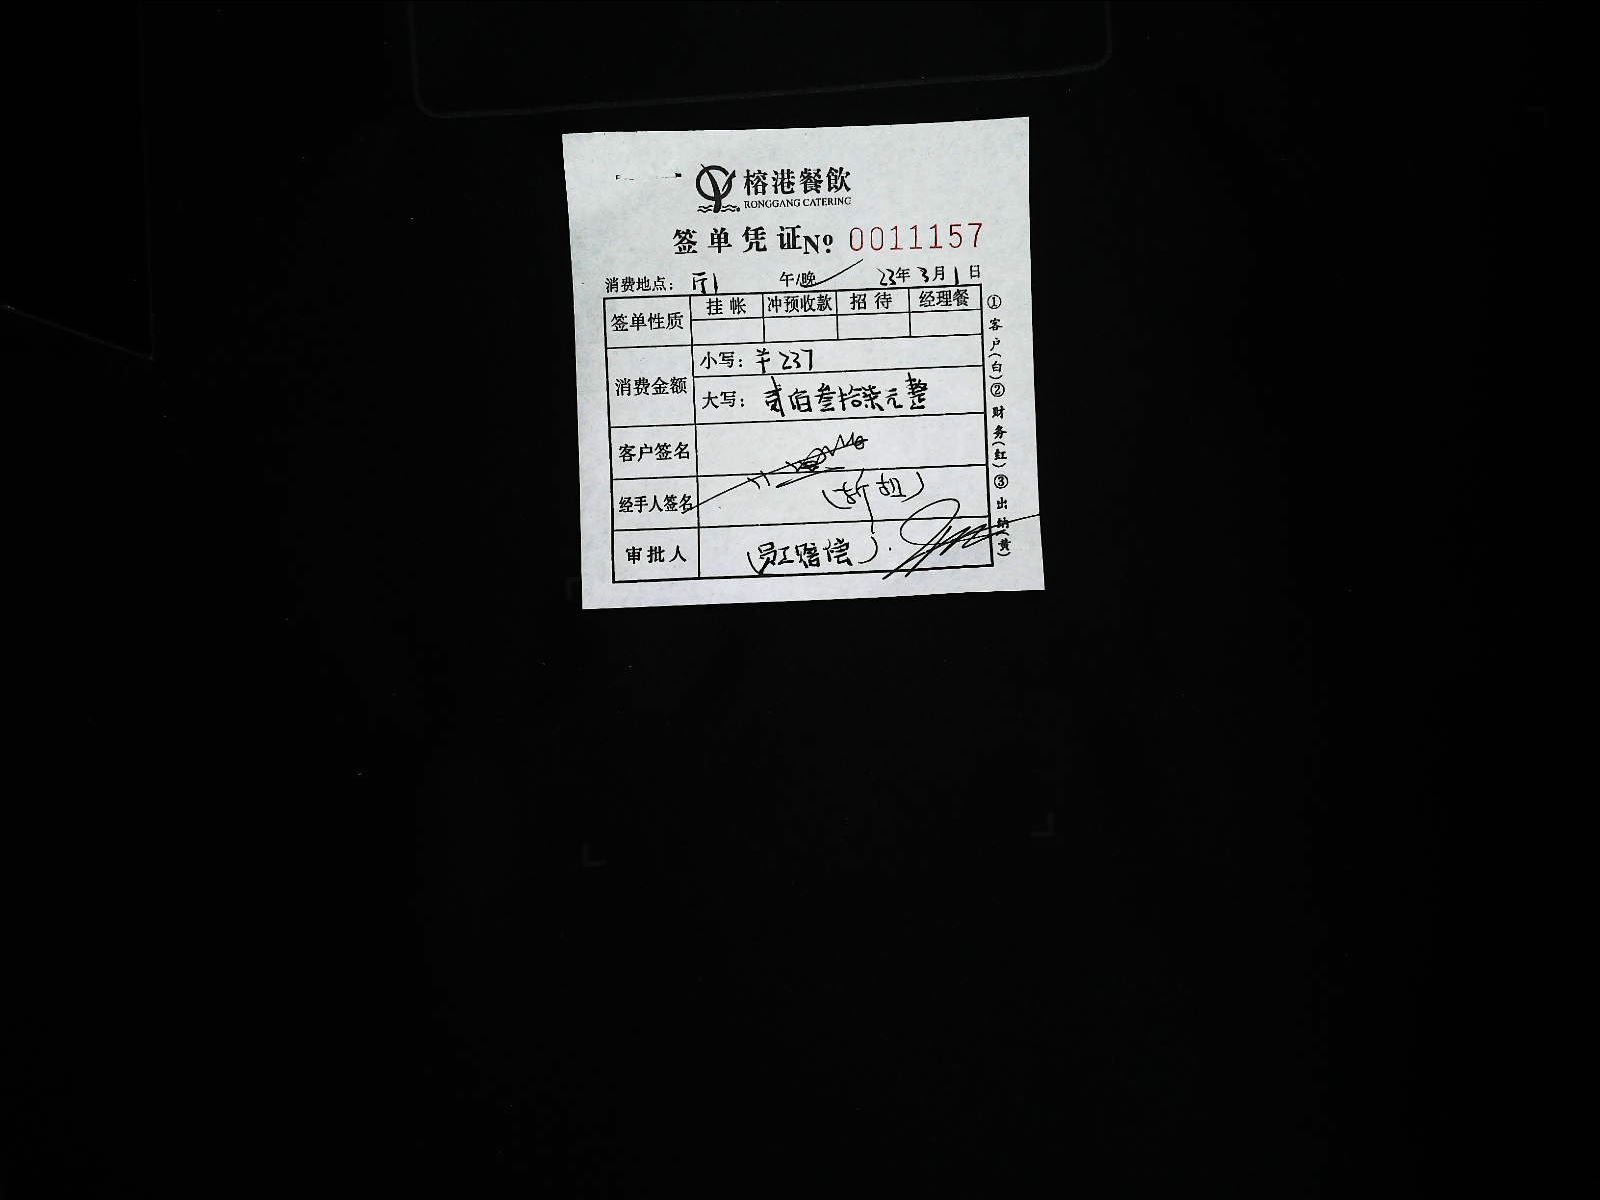 榕港餐飲
RONGGANG CATERING
签单凭证No. 0011157
消费地点: 厅1 午/晚 23年3月1日
签单性质 挂帐 冲预收款 招待 经理餐
消费金额
小写: ¥237
大写: 贰佰叁拾柒元整
客户签名
经手人签名
审批人 (员工赔偿).
①客户(白)②财务(红)③出纳(黄)